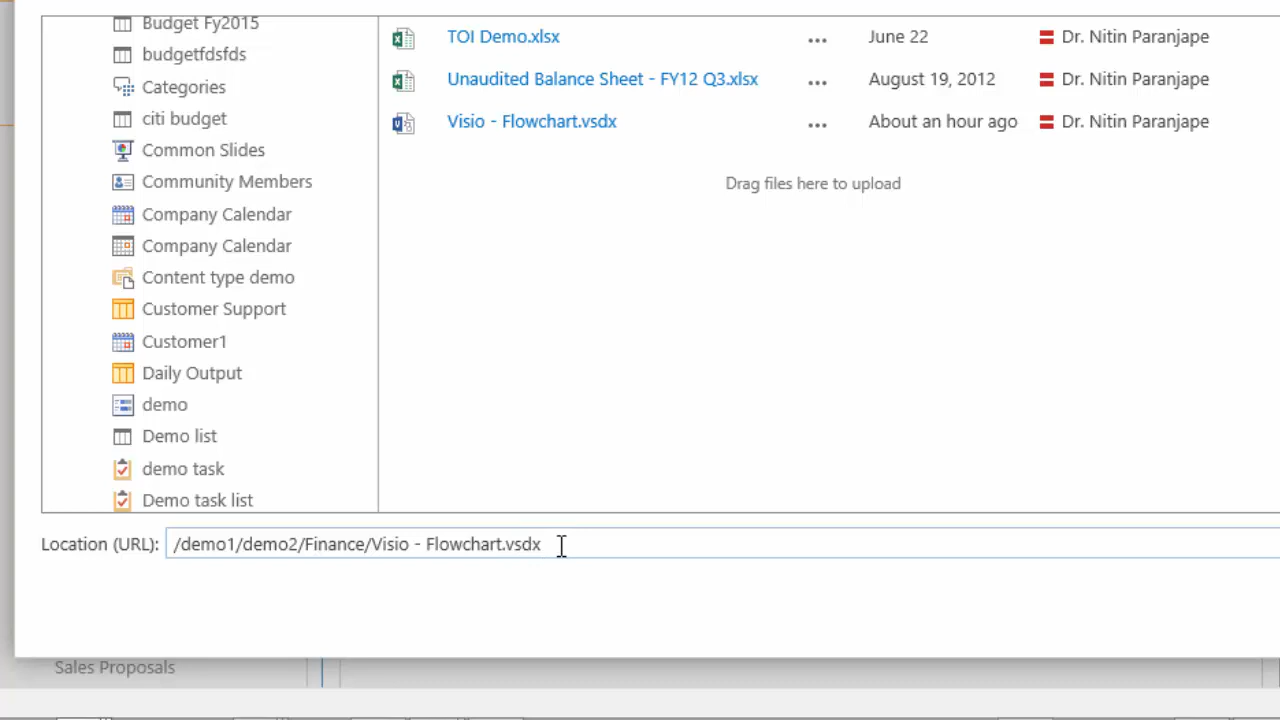 Budget Fy2015
budgetfdsfds
Categories
citi budget
Common Slides
Community Members
Company Calendar
Company Calendar
Content type demo
Customer Support
Customer1
Daily Output
demo
Demo list
demo task
Demo task list
TOI Demo.xlsx ... June 22 Dr. Nitin Paranjape
Unaudited Balance Sheet - FY12 Q3.xlsx ... August 19, 2012 Dr. Nitin Paranjape
Visio - Flowchart.vsdx ... About an hour ago Dr. Nitin Paranjape
Drag files here to upload
Location (URL): /demo1/demo2/Finance/Visio - Flowchart.vsdx
Sales Proposals